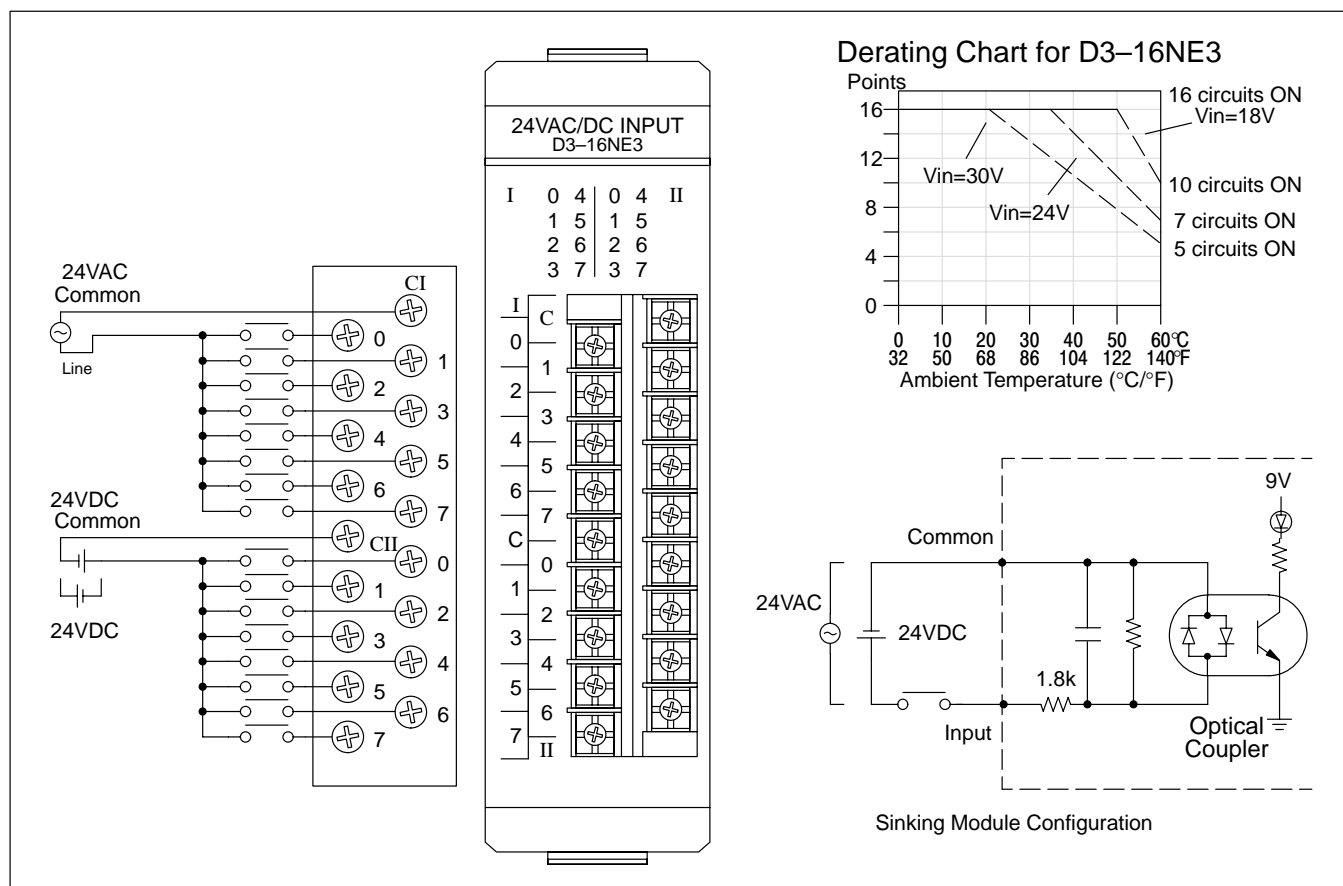 24VAC
Common
Line
CI
0
1
2
3
4
5
6
7
24VDC
Common
CII
0
1
2
3
4
5
6
7
24VDC
24VAC/DC INPUT
D3–16NE3
I 0 4 0 4 II
1 5 1 5
2 6 2 6
3 7 3 7
I
C
0
1
2
3
4
5
6
7
C
0
1
2
3
4
5
6
7
II
Derating Chart for D3–16NE3
Points
16
12
8
4
0
Vin=30V
Vin=24V
16 circuits ON
Vin=18V
10 circuits ON
7 circuits ON
5 circuits ON
0 10 20 30 40 50 60°C
32 50 68 86 104 122 140°F
Ambient Temperature (°C/°F)
9V
Common
24VAC
24VDC
1.8k
Input
Optical
Coupler
Sinking Module Configuration